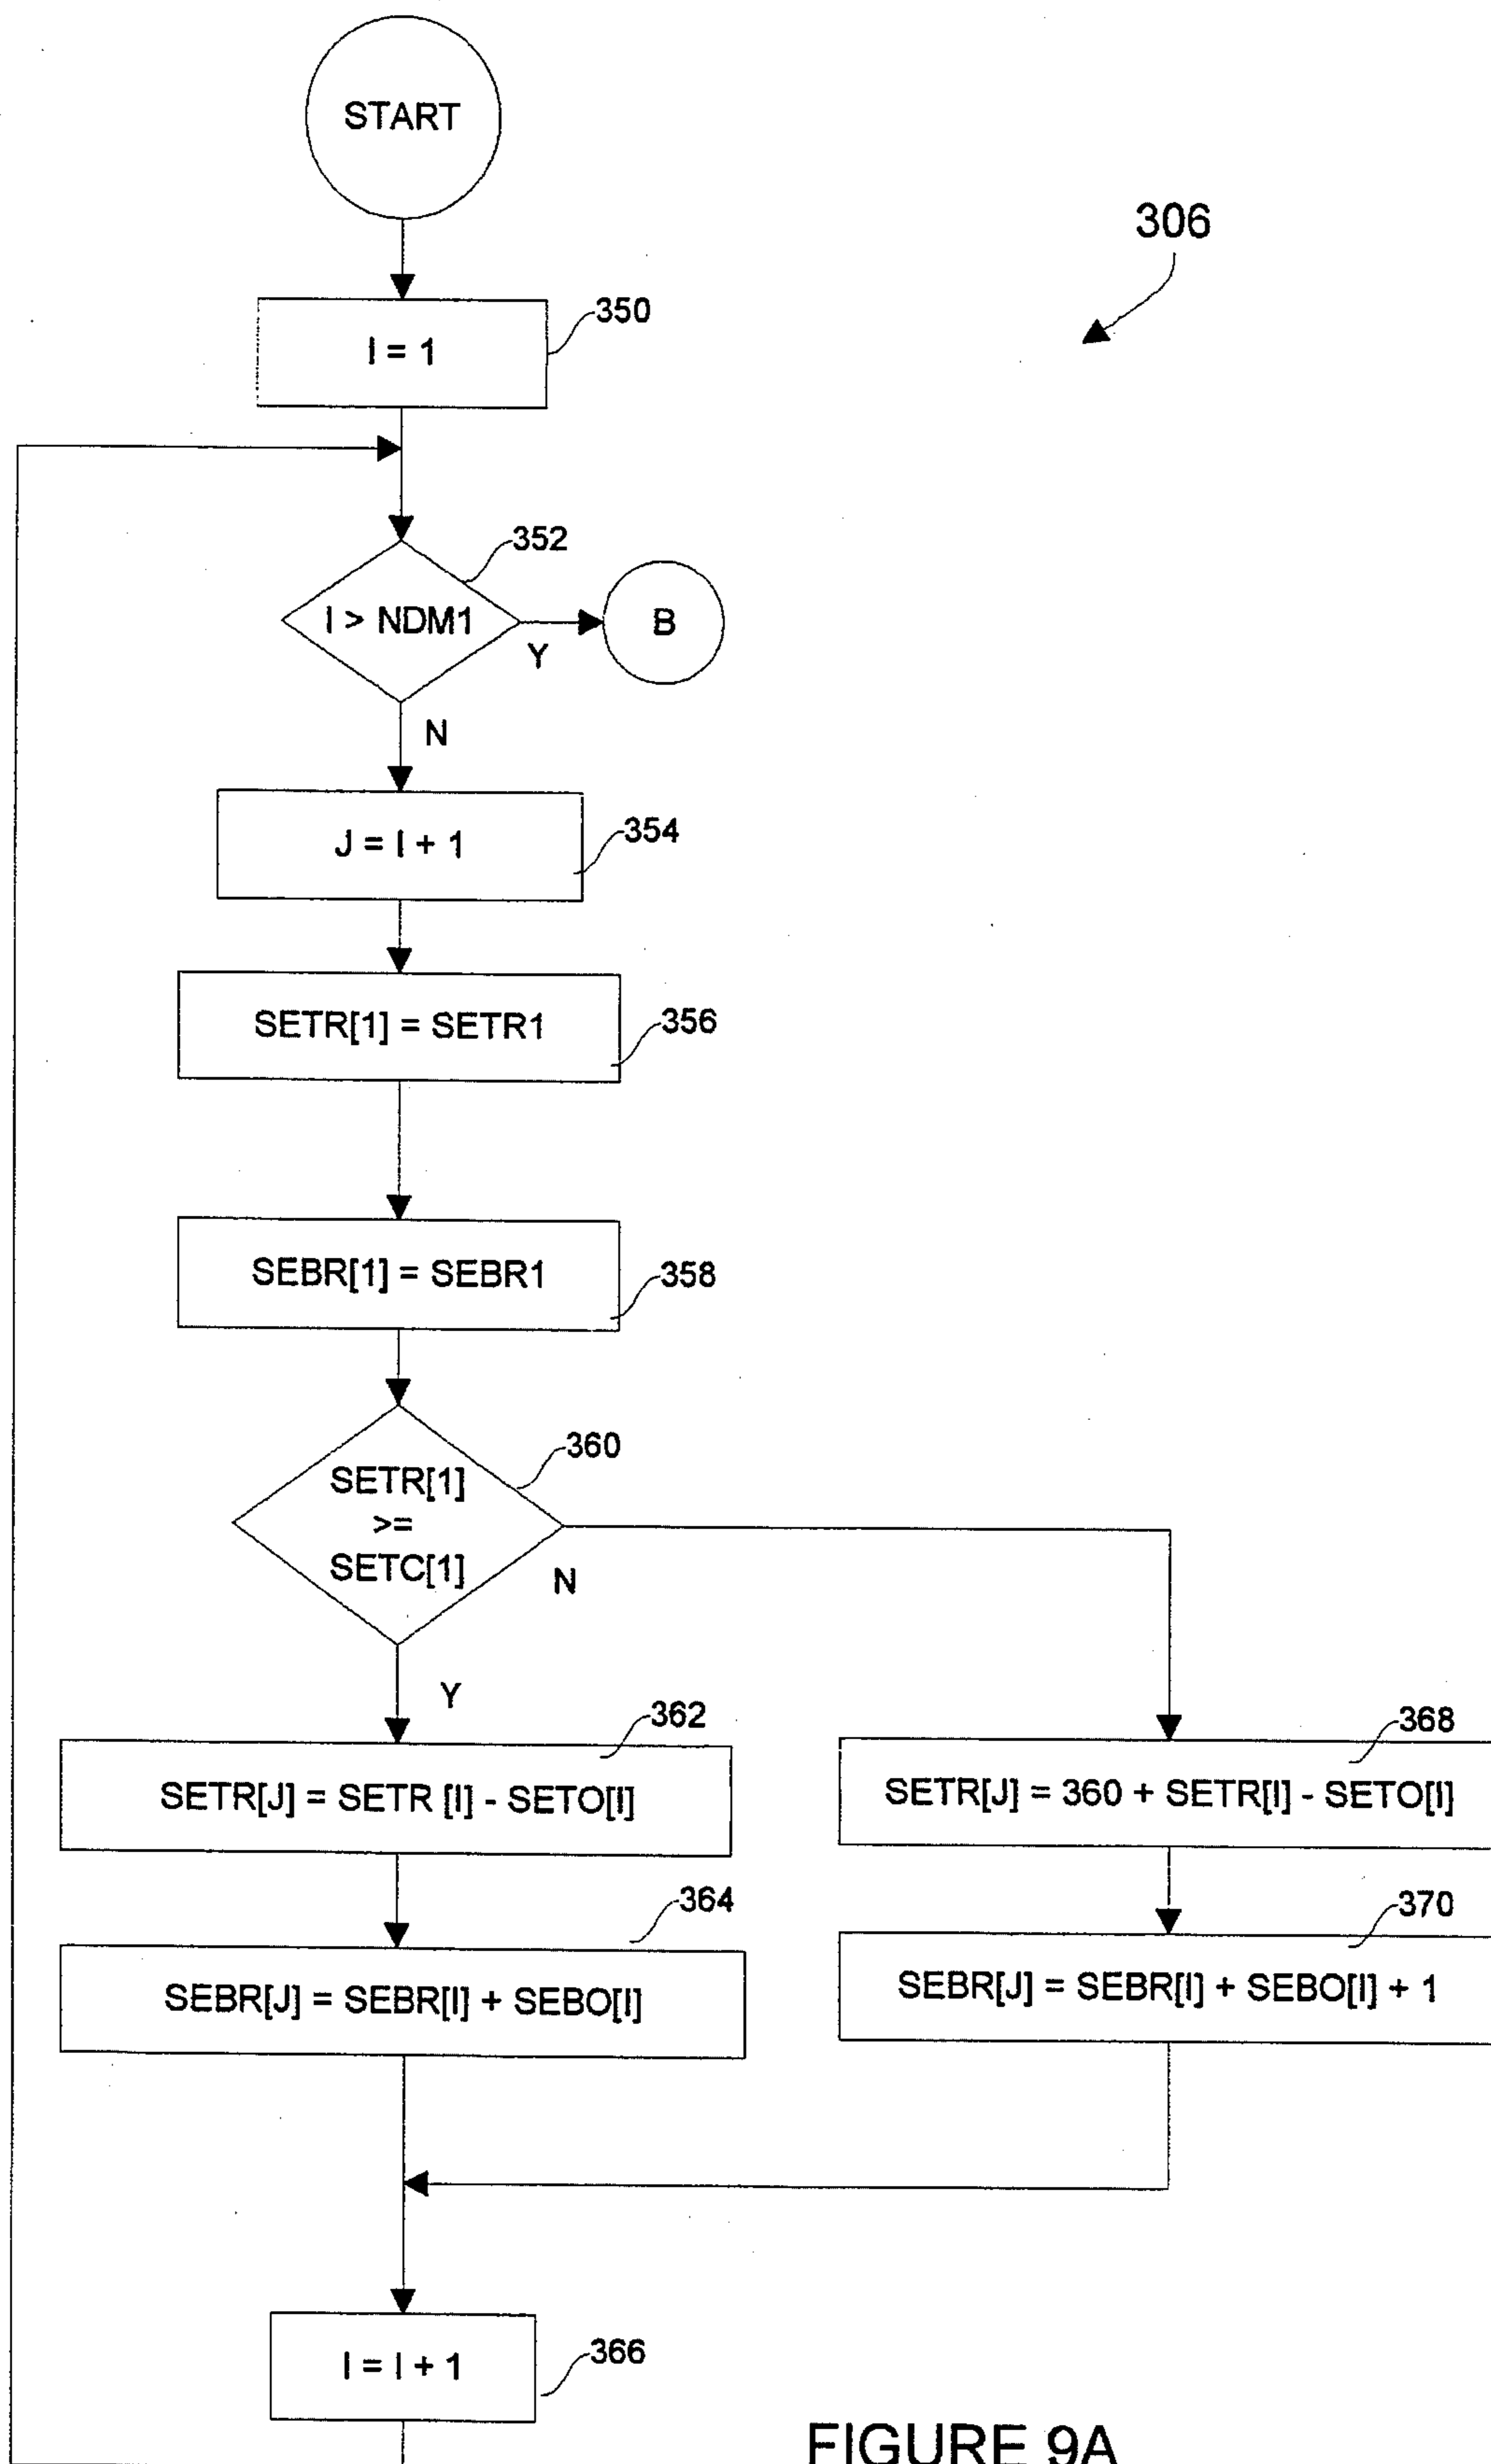 START
306
350
I = 1
352
I > NDM1
Y
B
N
354
J = I + 1
356
SETR[1] = SETR1
358
SEBR[1] = SEBR1
360
SETR[1]
>=
SETC[1]
N
Y
362
SETR[J] = SETR [I] - SETO[I]
368
SETR[J] = 360 + SETR[I] - SETO[I]
364
SEBR[J] = SEBR[I] + SEBO[I]
370
SEBR[J] = SEBR[I] + SEBO[I] + 1
366
I = I + 1
FIGURE 9A